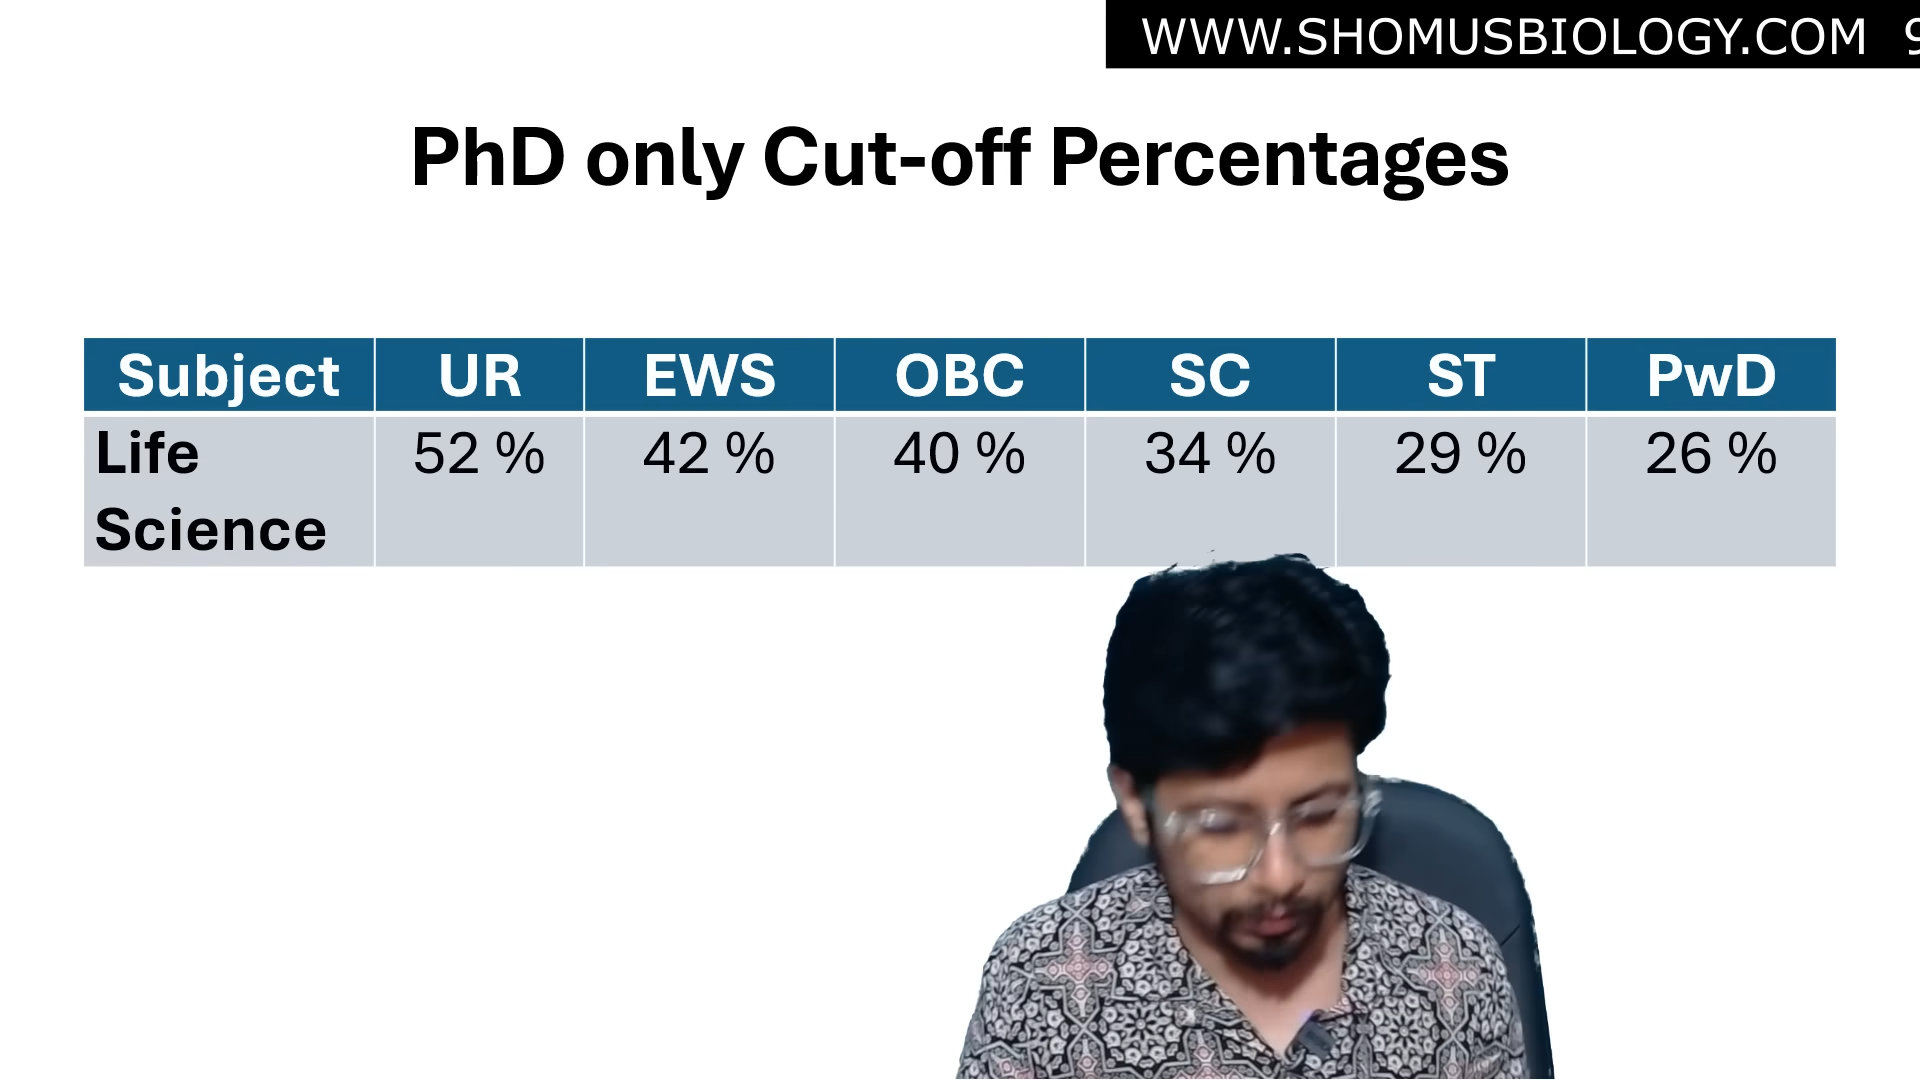 WWW.SHOMUSBIOLOGY.COM 9
PhD only Cut-off Percentages
Subject UR EWS OBC SC ST PwD
Life Science 52 % 42 % 40 % 34 % 29 % 26 %